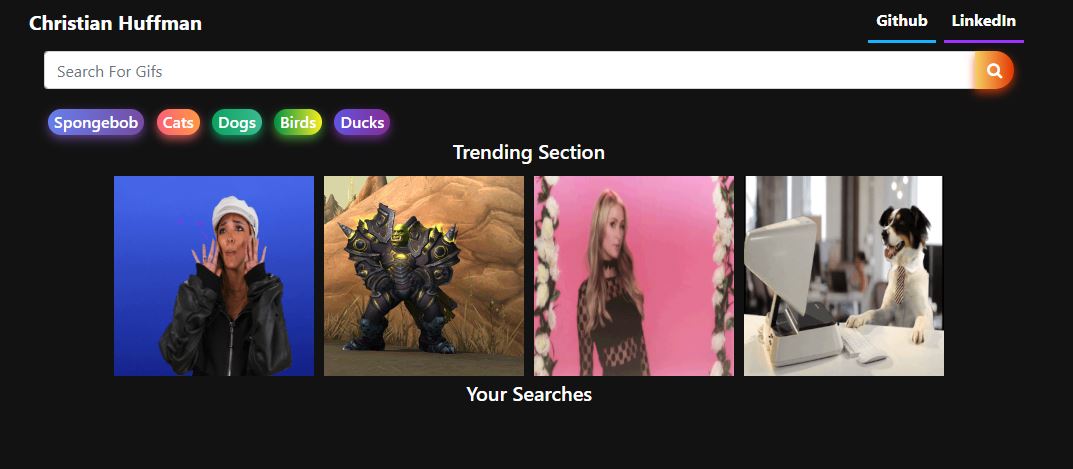 Christian Huffman
Github LinkedIn
Search For Gifs
Spongebob Cats Dogs Birds Ducks
Trending Section
Your Searches